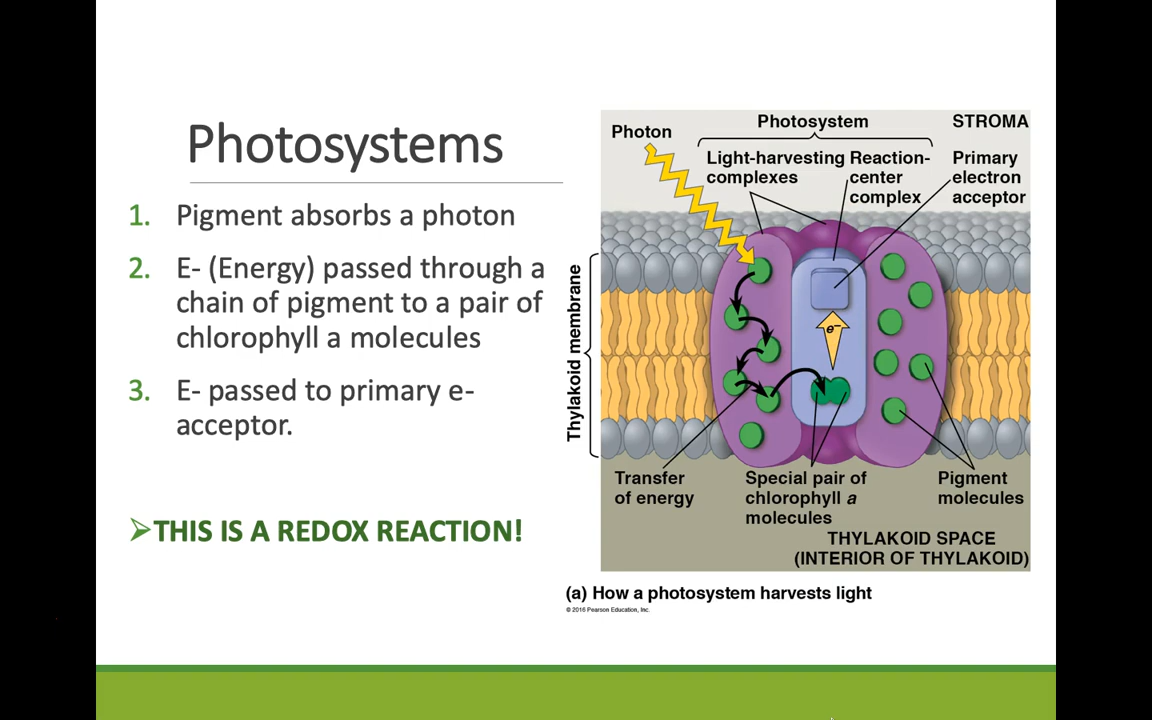 Photosystems
1. Pigment absorbs a photon
2. E- (Energy) passed through a
chain of pigment to a pair of
chlorophyll a molecules
3. E- passed to primary e-
acceptor.
➢THIS IS A REDOX REACTION!
Photon
Photosystem
STROMA
Light-harvesting
complexes
Reaction-
center
complex
Primary
electron
acceptor
Thylakoid membrane
e–
Transfer
of energy
Special pair of
chlorophyll a
molecules
Pigment
molecules
THYLAKOID SPACE
(INTERIOR OF THYLAKOID)
(a) How a photosystem harvests light
© 2016 Pearson Education, Inc.